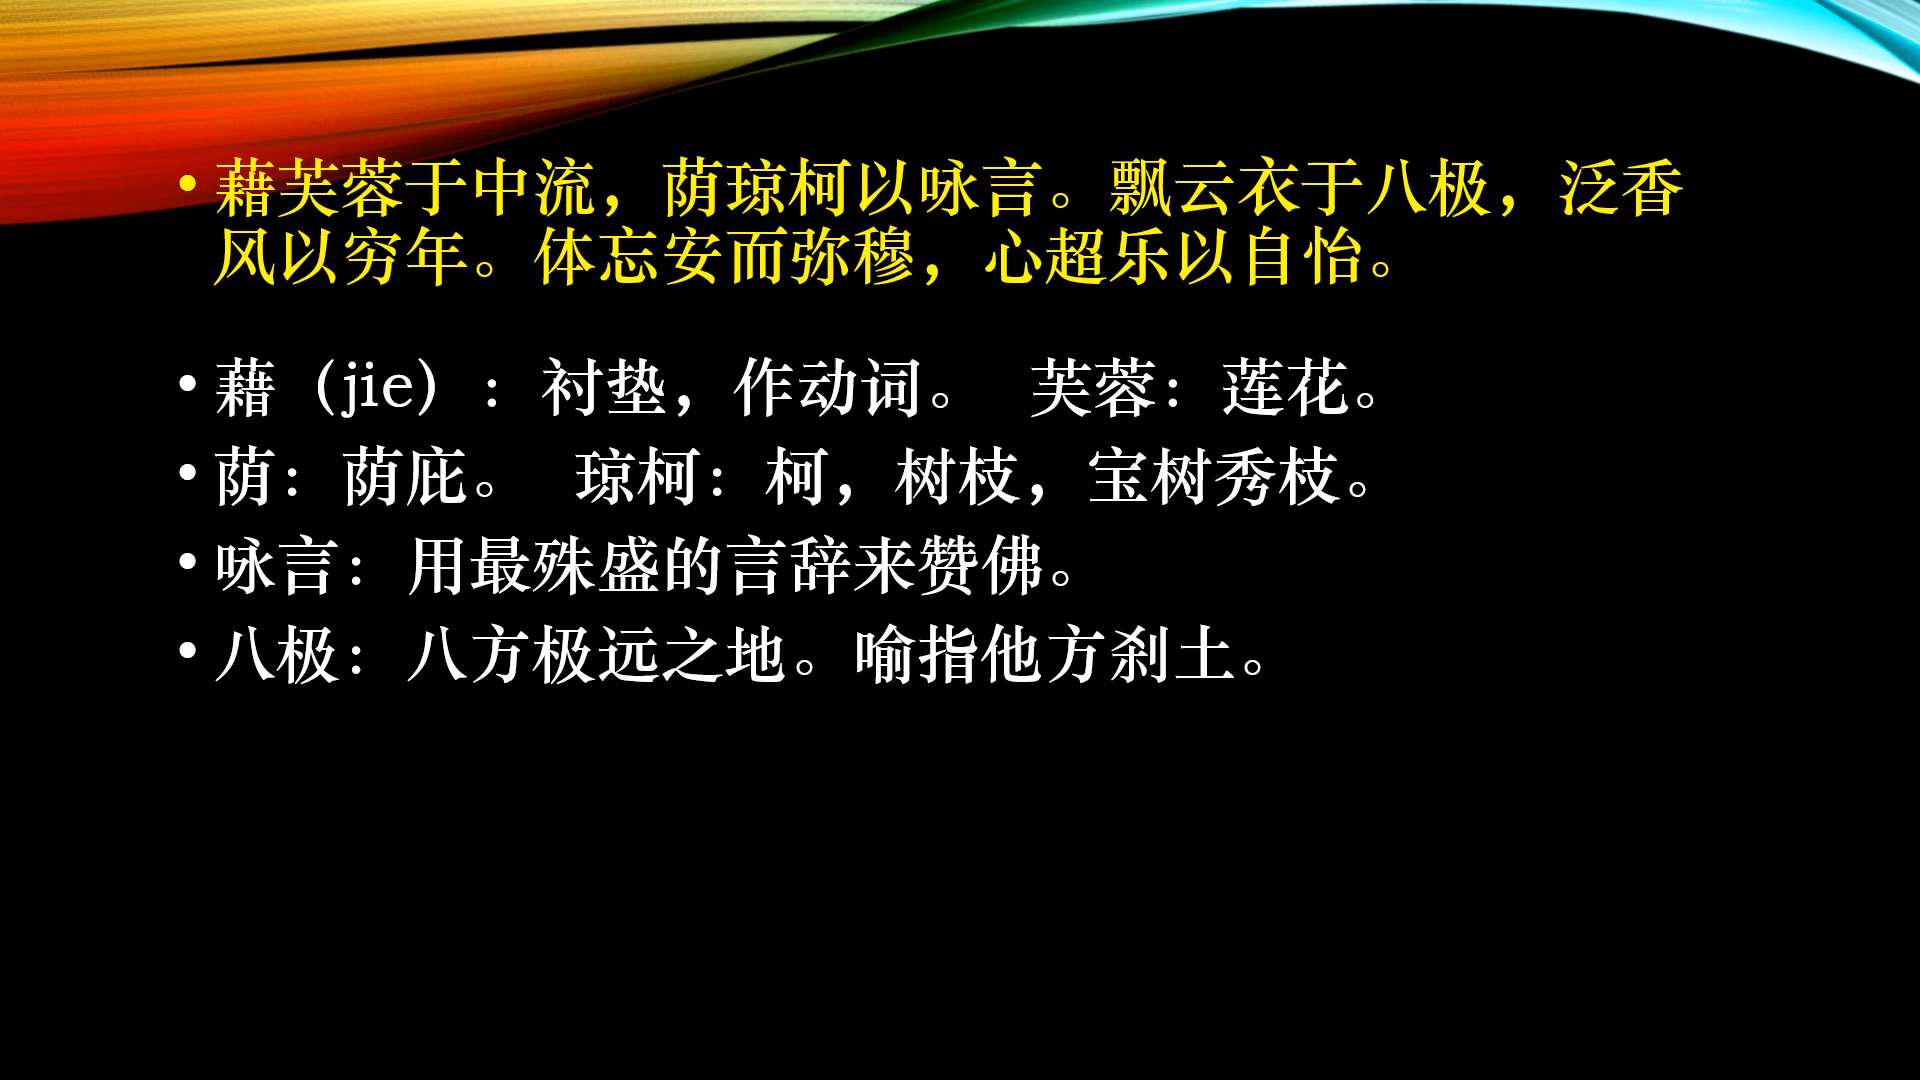 • 藉芙蓉于中流，荫琼柯以咏言。飘云衣于八极，泛香
风以穷年。体忘安而弥穆，心超乐以自怡。
• 藉（jie）：衬垫，作动词。 芙蓉：莲花。
• 荫：荫庇。 琼柯：柯，树枝，宝树秀枝。
• 咏言：用最殊盛的言辞来赞佛。
• 八极：八方极远之地。喻指他方刹土。